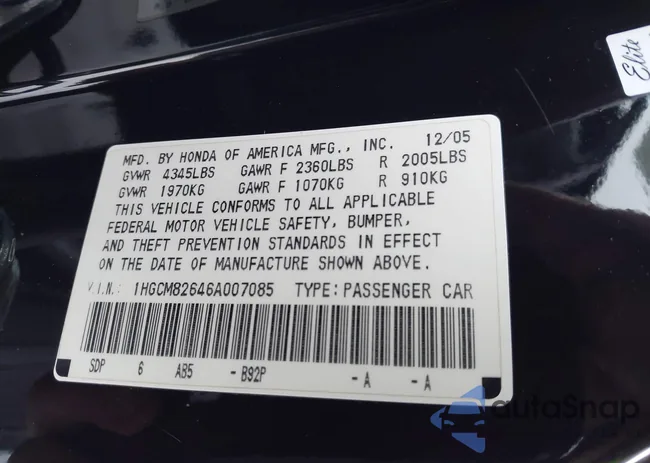 Elite
MFD. BY HONDA OF AMERICA MFG., INC. 12/05
GVWR 4345LBS GAWR F 2360LBS R 2005LBS
GVWR 1970KG GAWR F 1070KG R 910KG
THIS VEHICLE CONFORMS TO ALL APPLICABLE
FEDERAL MOTOR VEHICLE SAFETY, BUMPER,
AND THEFT PREVENTION STANDARDS IN EFFECT
ON THE DATE OF MANUFACTURE SHOWN ABOVE.
V.I.N.: 1HGCM82646A007085 TYPE:PASSENGER CAR
SDP 6 AB5 - B92P - A - A
autoSnap